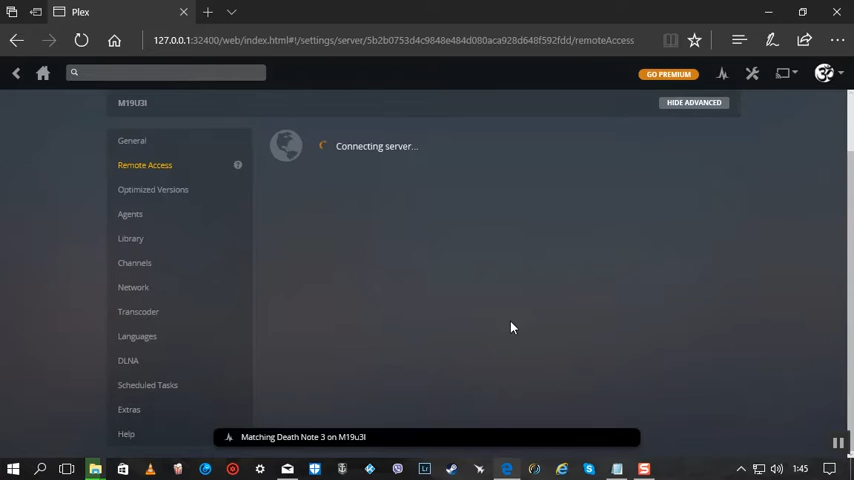 Plex
127.0.0.1:32400/web/index.html#!/settings/server/5b2b0753d4c9848e484d080aca928d648f592fdd/remoteAccess
GO PREMIUM
M19U3I
HIDE ADVANCED
General
Remote Access
Optimized Versions
Agents
Library
Channels
Network
Transcoder
Languages
DLNA
Scheduled Tasks
Extras
Help
Connecting server...
Matching Death Note 3 on M19u3I
Lr
1:45